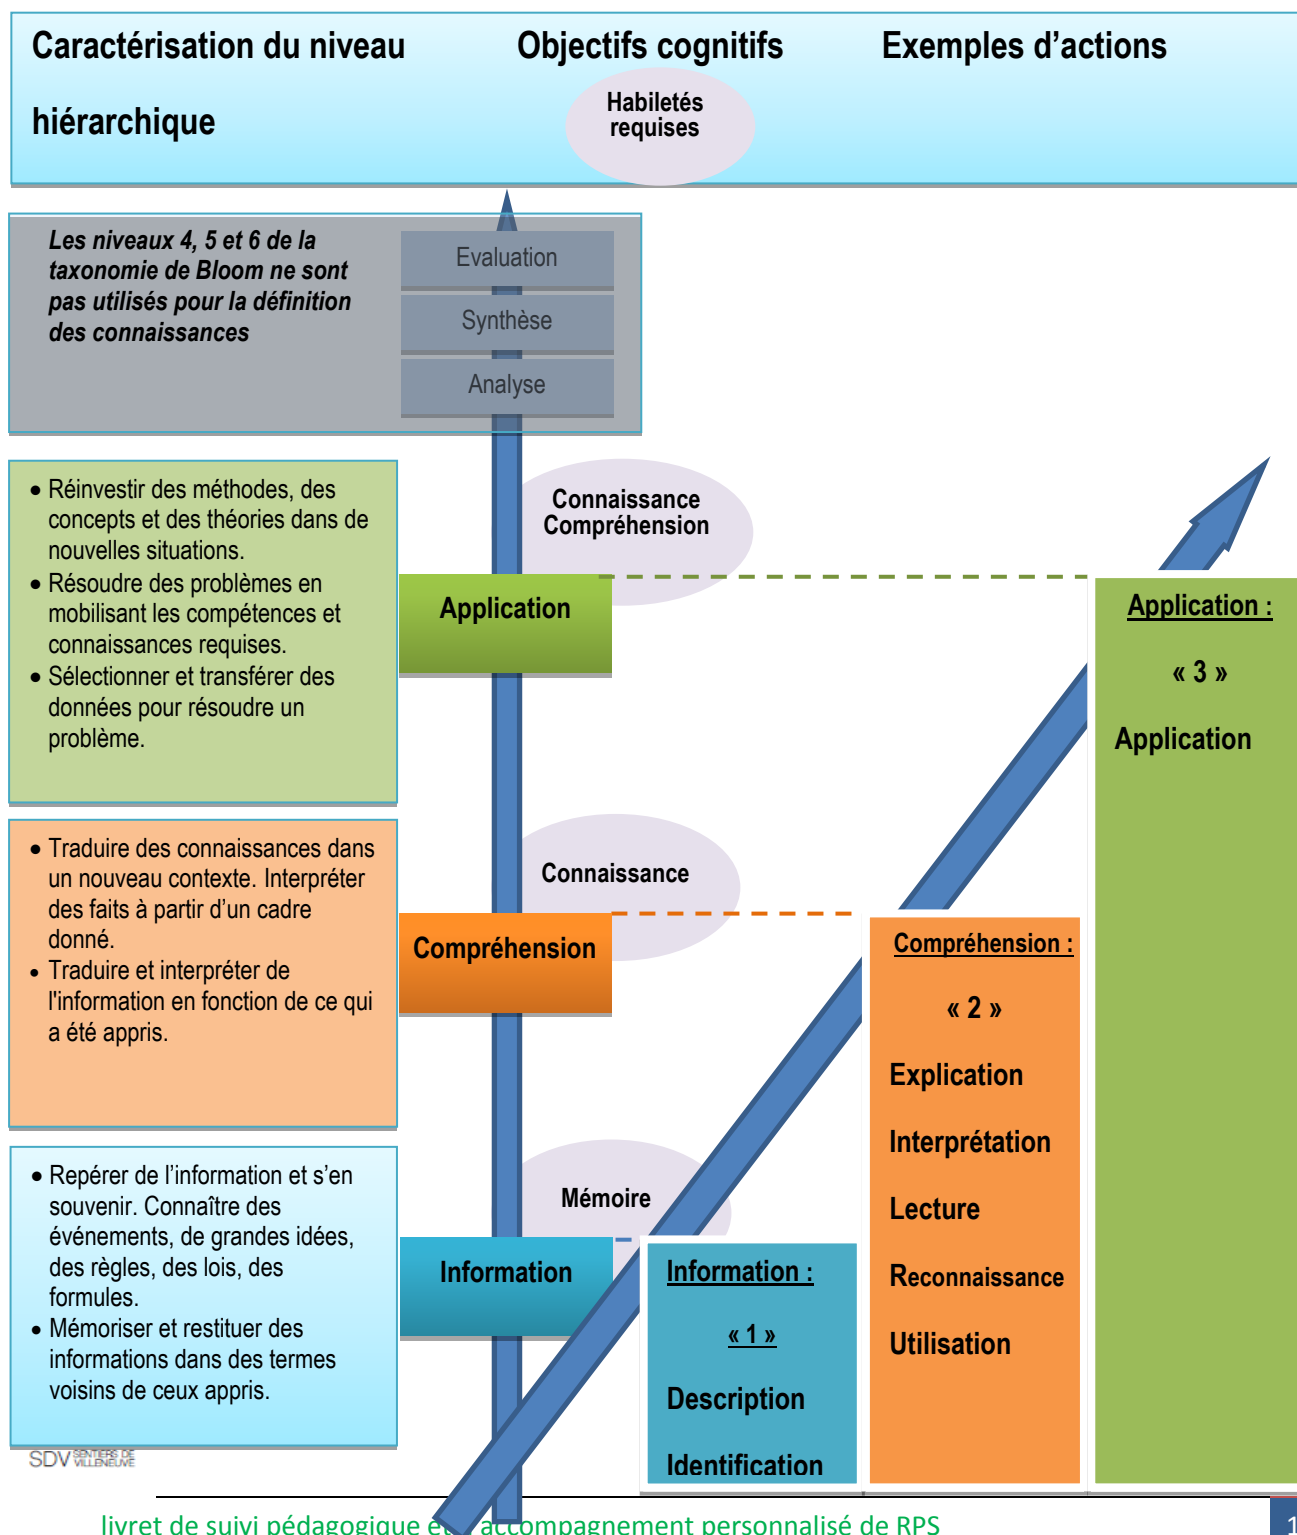 Caractérisation du niveau
hiérarchique
Objectifs cognitifs
Habiletés
requises
Exemples d’actions
Les niveaux 4, 5 et 6 de la
taxonomie de Bloom ne sont
pas utilisés pour la définition
des connaissances
Evaluation
Synthèse
Analyse
• Réinvestir des méthodes, des
concepts et des théories dans de
nouvelles situations.
• Résoudre des problèmes en
mobilisant les compétences et
connaissances requises.
• Sélectionner et transférer des
données pour résoudre un
problème.
Connaissance
Compréhension
Application
Application :
« 3 »
Application
• Traduire des connaissances dans
un nouveau contexte. Interpréter
des faits à partir d’un cadre
donné.
• Traduire et interpréter de
l'information en fonction de ce qui
a été appris.
Connaissance
Compréhension
Compréhension :
« 2 »
Explication
Interprétation
Lecture
Reconnaissance
Utilisation
• Repérer de l’information et s’en
souvenir. Connaître des
événements, de grandes idées,
des règles, des lois, des
formules.
• Mémoriser et restituer des
informations dans des termes
voisins de ceux appris.
Mémoire
Information
Information :
« 1 »
Description
Identification
SDV SENTIERS DE
VILLENEUVE
livret de suivi pédagogique accompagnement personnalisé de RPS
1